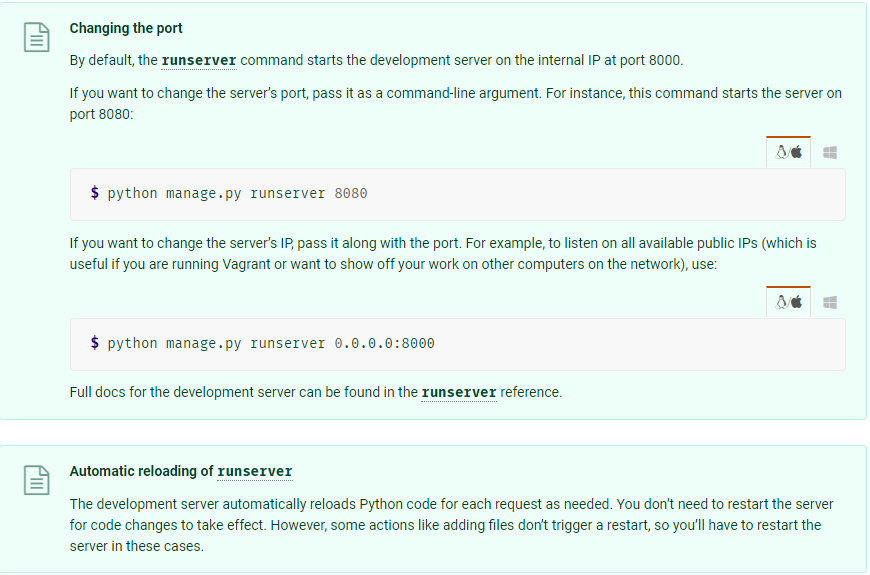 Changing the port
By default, the runserver command starts the development server on the internal IP at port 8000.
If you want to change the server’s port, pass it as a command-line argument. For instance, this command starts the server on
port 8080:
/
$ python manage.py runserver 8080
If you want to change the server’s IP, pass it along with the port. For example, to listen on all available public IPs (which is
useful if you are running Vagrant or want to show off your work on other computers on the network), use:
/
$ python manage.py runserver 0.0.0.0:8000
Full docs for the development server can be found in the runserver reference.
Automatic reloading of runserver
The development server automatically reloads Python code for each request as needed. You don’t need to restart the server
for code changes to take effect. However, some actions like adding files don’t trigger a restart, so you’ll have to restart the
server in these cases.